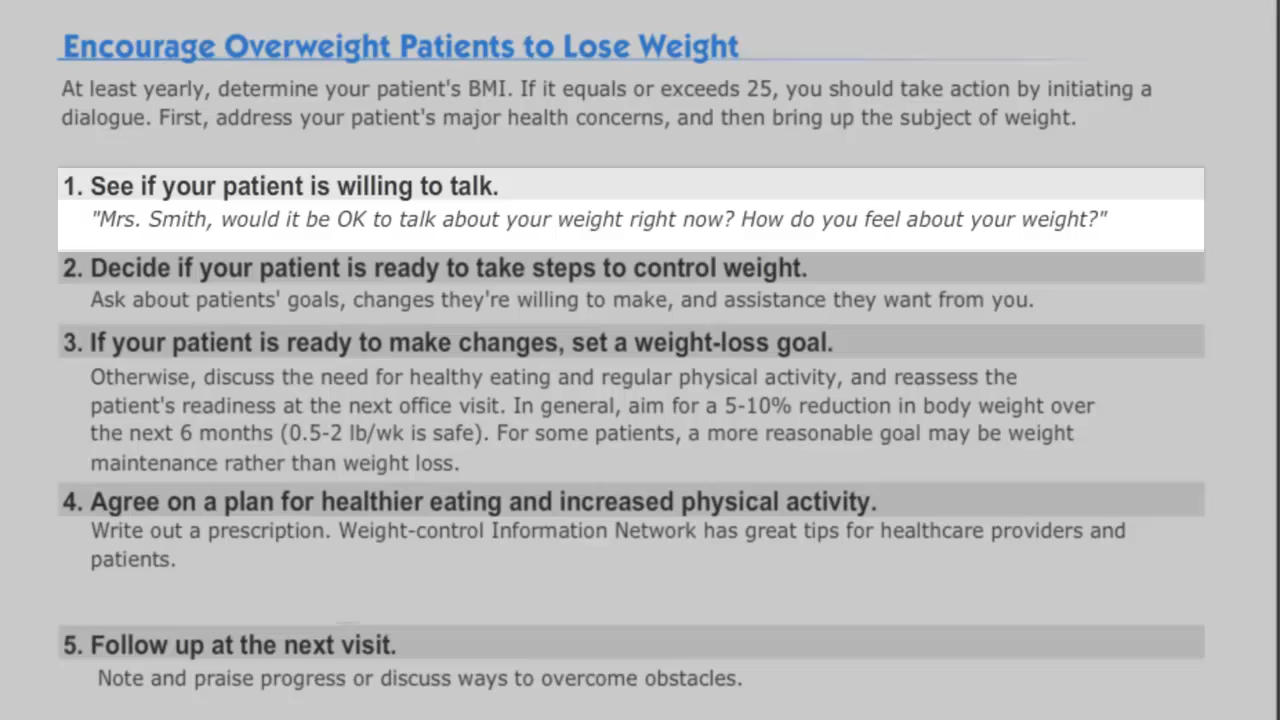 Encourage Overweight Patients to Lose Weight
At least yearly, determine your patient's BMI. If it equals or exceeds 25, you should take action by initiating a
dialogue. First, address your patient's major health concerns, and then bring up the subject of weight.
1. See if your patient is willing to talk.
"Mrs. Smith, would it be OK to talk about your weight right now? How do you feel about your weight?"
2. Decide if your patient is ready to take steps to control weight.
Ask about patients' goals, changes they're willing to make, and assistance they want from you.
3. If your patient is ready to make changes, set a weight-loss goal.
Otherwise, discuss the need for healthy eating and regular physical activity, and reassess the
patient's readiness at the next office visit. In general, aim for a 5-10% reduction in body weight over
the next 6 months (0.5-2 lb/wk is safe). For some patients, a more reasonable goal may be weight
maintenance rather than weight loss.
4. Agree on a plan for healthier eating and increased physical activity.
Write out a prescription. Weight-control Information Network has great tips for healthcare providers and
patients.
5. Follow up at the next visit.
Note and praise progress or discuss ways to overcome obstacles.